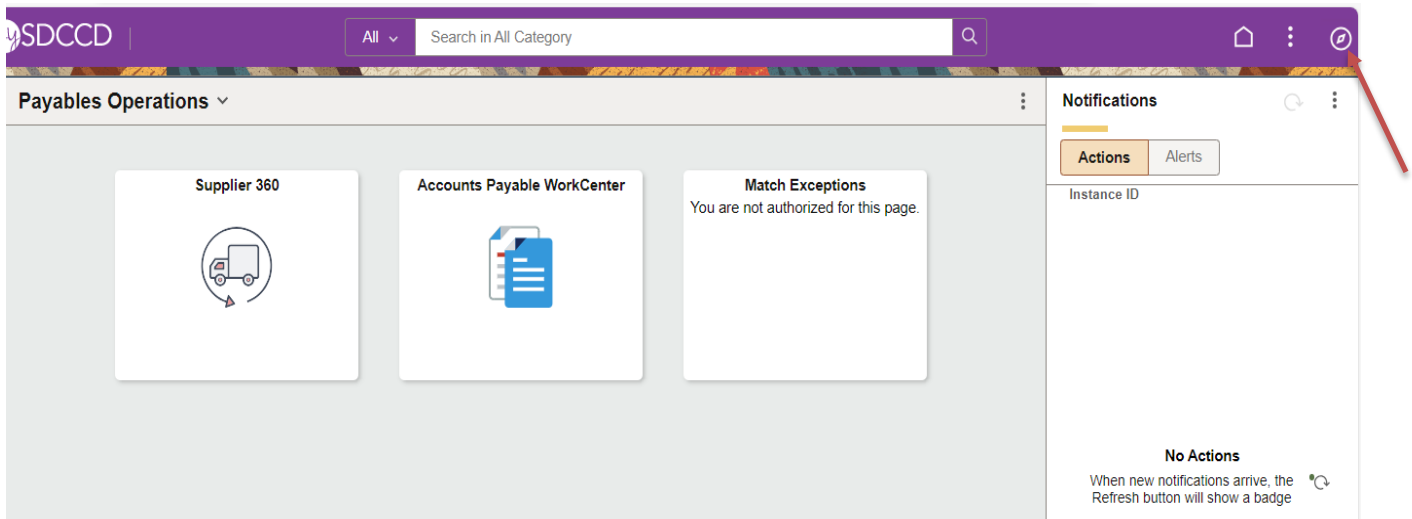 ySDCCD
All
Search in All Category
Payables Operations
Notifications
Actions
Alerts
Instance ID
Supplier 360
Accounts Payable WorkCenter
Match Exceptions
You are not authorized for this page.
No Actions
When new notifications arrive, the
Refresh button will show a badge